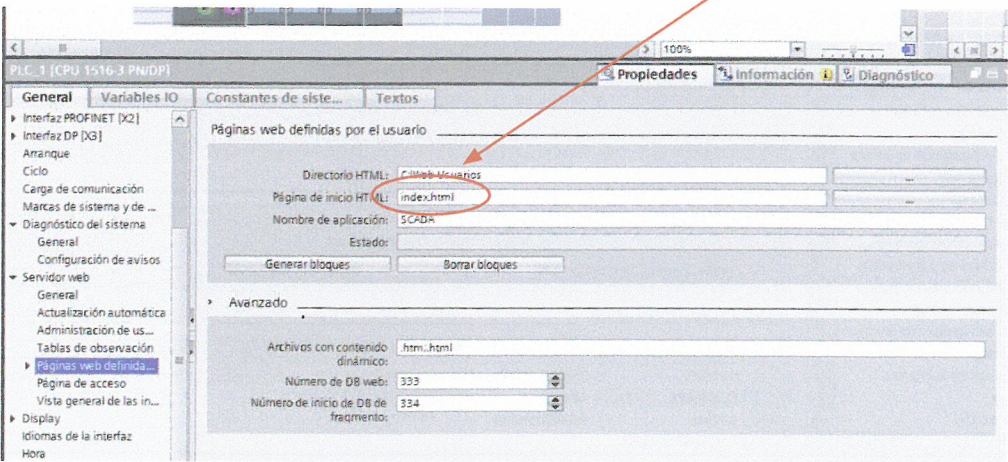 100%
PLC_1 [CPU 1516-3 PN/DP]
Propiedades
Información
Diagnóstico
General
Variables IO
Constantes de siste...
Textos
Interfaz PROFINET [X2]
Interfaz DP [X3]
Arranque
Ciclo
Carga de comunicación
Marcas de sistema y de ...
Diagnóstico del sistema
General
Configuración de avisos
Servidor web
General
Actualización automática
Administración de us...
Tablas de observación
Páginas web definida...
Página de acceso
Vista general de las in...
Display
Idiomas de la interfaz
Hora
Páginas web definidas por el usuario
Directorio HTML: C:\Web Usuarios
...
Página de inicio HTML: index.html
...
Nombre de aplicación: SCADA
Estado:
Generar bloques
Borrar bloques
Avanzado
Archivos con contenido dinámico: .htm;.html
Número de DB web: 333
Número de inicio de DB de fragmento: 334